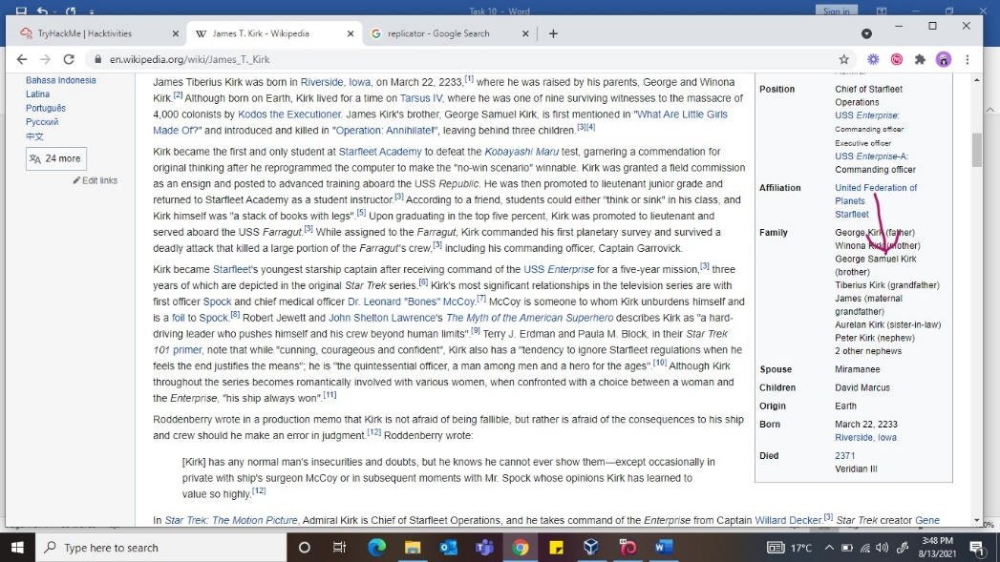 Task 10 - Word
Sign in
TryHackMe | Hacktivities
James T. Kirk - Wikipedia
replicator - Google Search
en.wikipedia.org/wiki/James_T._Kirk
Bahasa Indonesia
Latina
Português
Русский
中文
24 more
Edit links
James Tiberius Kirk was born in Riverside, Iowa, on March 22, 2233,[1] where he was raised by his parents, George and Winona
Kirk.[2] Although born on Earth, Kirk lived for a time on Tarsus IV, where he was one of nine surviving witnesses to the massacre of
4,000 colonists by Kodos the Executioner. James Kirk's brother, George Samuel Kirk, is first mentioned in "What Are Little Girls
Made Of?" and introduced and killed in "Operation: Annihilate!", leaving behind three children.[3][4]
Kirk became the first and only student at Starfleet Academy to defeat the Kobayashi Maru test, garnering a commendation for
original thinking after he reprogrammed the computer to make the "no-win scenario" winnable. Kirk was granted a field commission
as an ensign and posted to advanced training aboard the USS Republic. He was then promoted to lieutenant junior grade and
returned to Starfleet Academy as a student instructor.[3] According to a friend, students could either "think or sink" in his class, and
Kirk himself was "a stack of books with legs".[5] Upon graduating in the top five percent, Kirk was promoted to lieutenant and
served aboard the USS Farragut.[3] While assigned to the Farragut, Kirk commanded his first planetary survey and survived a
deadly attack that killed a large portion of the Farragut's crew,[3] including his commanding officer, Captain Garrovick.
Kirk became Starfleet's youngest starship captain after receiving command of the USS Enterprise for a five-year mission,[3] three
years of which are depicted in the original Star Trek series.[6] Kirk's most significant relationships in the television series are with
first officer Spock and chief medical officer Dr. Leonard "Bones" McCoy.[7] McCoy is someone to whom Kirk unburdens himself and
is a foil to Spock.[8] Robert Jewett and John Shelton Lawrence's The Myth of the American Superhero describes Kirk as "a hard-
driving leader who pushes himself and his crew beyond human limits".[9] Terry J. Erdman and Paula M. Block, in their Star Trek
101 primer, note that while "cunning, courageous and confident", Kirk also has a "tendency to ignore Starfleet regulations when he
feels the end justifies the means"; he is "the quintessential officer, a man among men and a hero for the ages".[10] Although Kirk
throughout the series becomes romantically involved with various women, when confronted with a choice between a woman and
the Enterprise, "his ship always won".[11]
Roddenberry wrote in a production memo that Kirk is not afraid of being fallible, but rather is afraid of the consequences to his ship
and crew should he make an error in judgment.[12] Roddenberry wrote:
[Kirk] has any normal man's insecurities and doubts, but he knows he cannot ever show them—except occasionally in
private with ship's surgeon McCoy or in subsequent moments with Mr. Spock whose opinions Kirk has learned to
value so highly.[12]
In Star Trek: The Motion Picture, Admiral Kirk is Chief of Starfleet Operations, and he takes command of the Enterprise from Captain Willard Decker.[3] Star Trek creator Gene
Position Chief of Starfleet
Operations
USS Enterprise:
Commanding officer
Executive officer
USS Enterprise-A:
Commanding officer
Affiliation United Federation of
Planets
Starfleet
Family George Kirk (father)
Winona Kirk (mother)
George Samuel Kirk
(brother)
Tiberius Kirk (grandfather)
James (maternal
grandfather)
Aurelan Kirk (sister-in-law)
Peter Kirk (nephew)
2 other nephews
Spouse Miramanee
Children David Marcus
Origin Earth
Born March 22, 2233
Riverside, Iowa
Died 2371
Veridian III
Type here to search
17°C
3:48 PM
8/13/2021
1